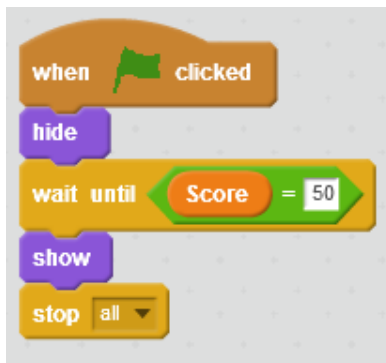 when clicked
hide
wait until Score = 50
show
stop all